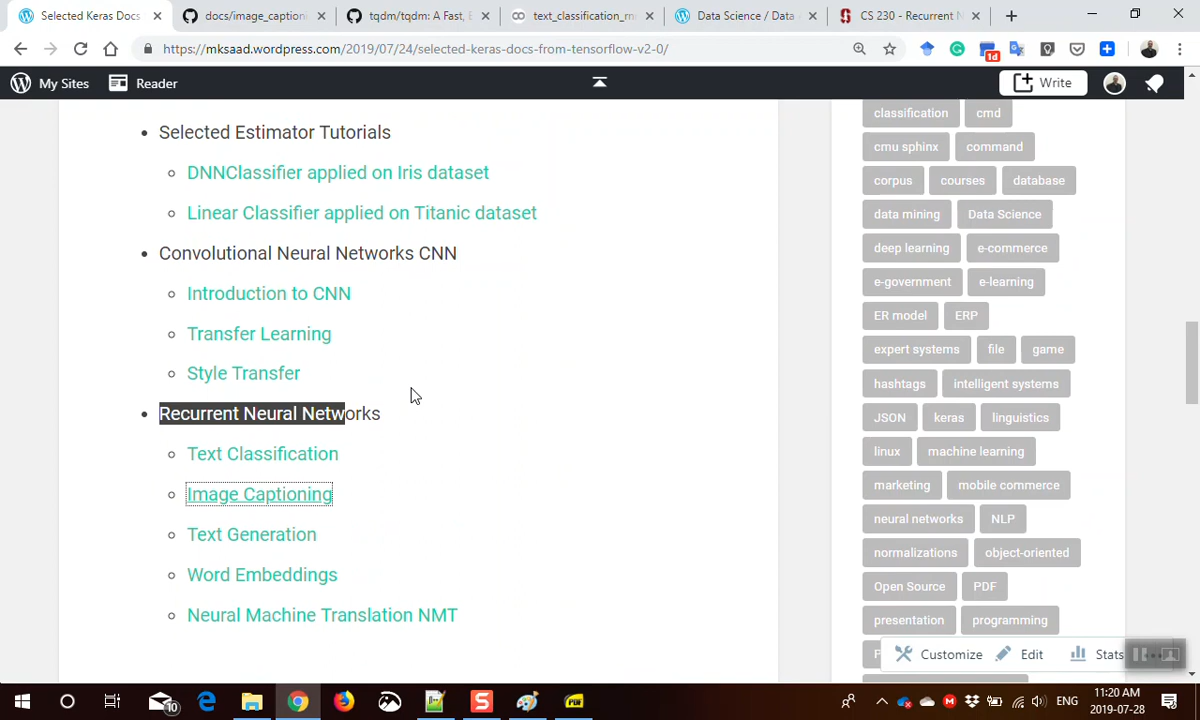 Selected Keras Docs
docs/image_caption
tqdm/tqdm: A Fast, E
text_classification_rnn
Data Science / Data
CS 230 - Recurrent N
https://mksaad.wordpress.com/2019/07/24/selected-keras-docs-from-tensorflow-v2-0/
1d
My Sites
Reader
Write
Selected Estimator Tutorials
DNNClassifier applied on Iris dataset
Linear Classifier applied on Titanic dataset
Convolutional Neural Networks CNN
Introduction to CNN
Transfer Learning
Style Transfer
Recurrent Neural Networks
Text Classification
Image Captioning
Text Generation
Word Embeddings
Neural Machine Translation NMT
classification cmd
cmu sphinx command
corpus courses database
data mining Data Science
deep learning e-commerce
e-government e-learning
ER model ERP
expert systems file game
hashtags intelligent systems
JSON keras linguistics
linux machine learning
marketing mobile commerce
neural networks NLP
normalizations object-oriented
Open Source PDF
presentation programming
Customize Edit Stats
10
ENG
11:20 AM
2019-07-28